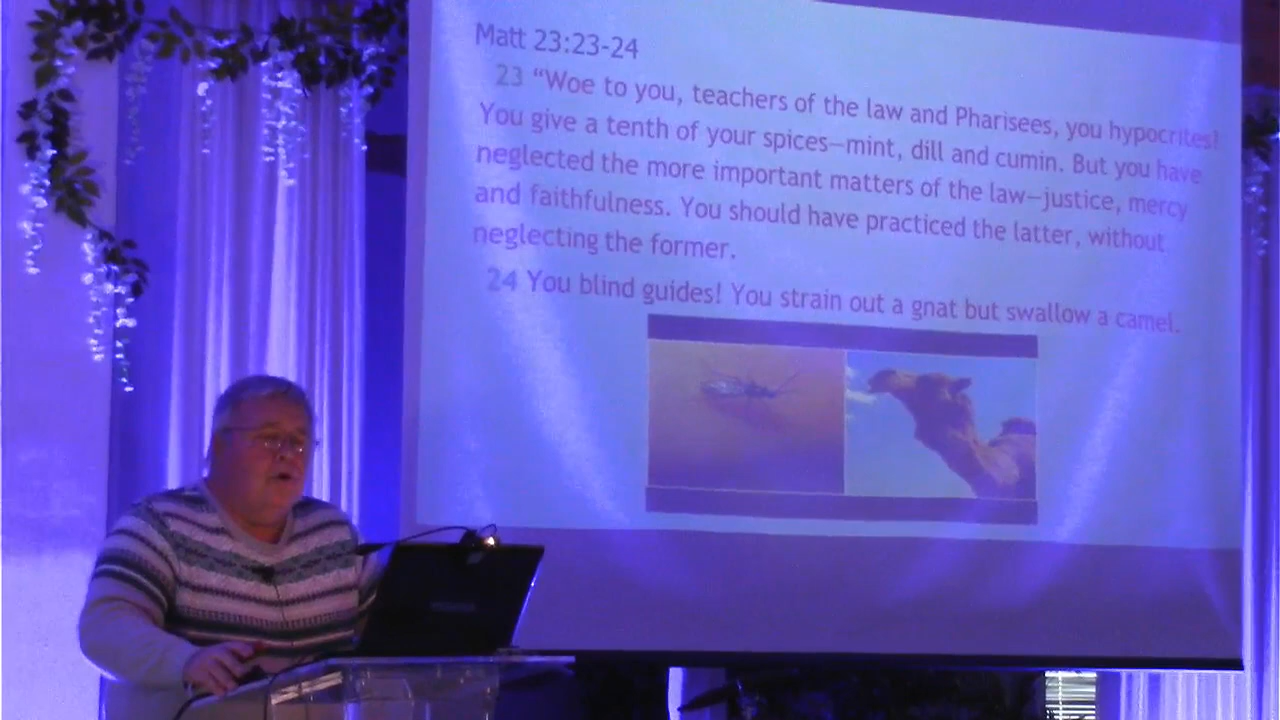 Matt 23:23-24
23 “Woe to you, teachers of the law and Pharisees, you hypocrites!
You give a tenth of your spices—mint, dill and cumin. But you have
neglected the more important matters of the law—justice, mercy
and faithfulness. You should have practiced the latter, without
neglecting the former.
24 You blind guides! You strain out a gnat but swallow a camel.